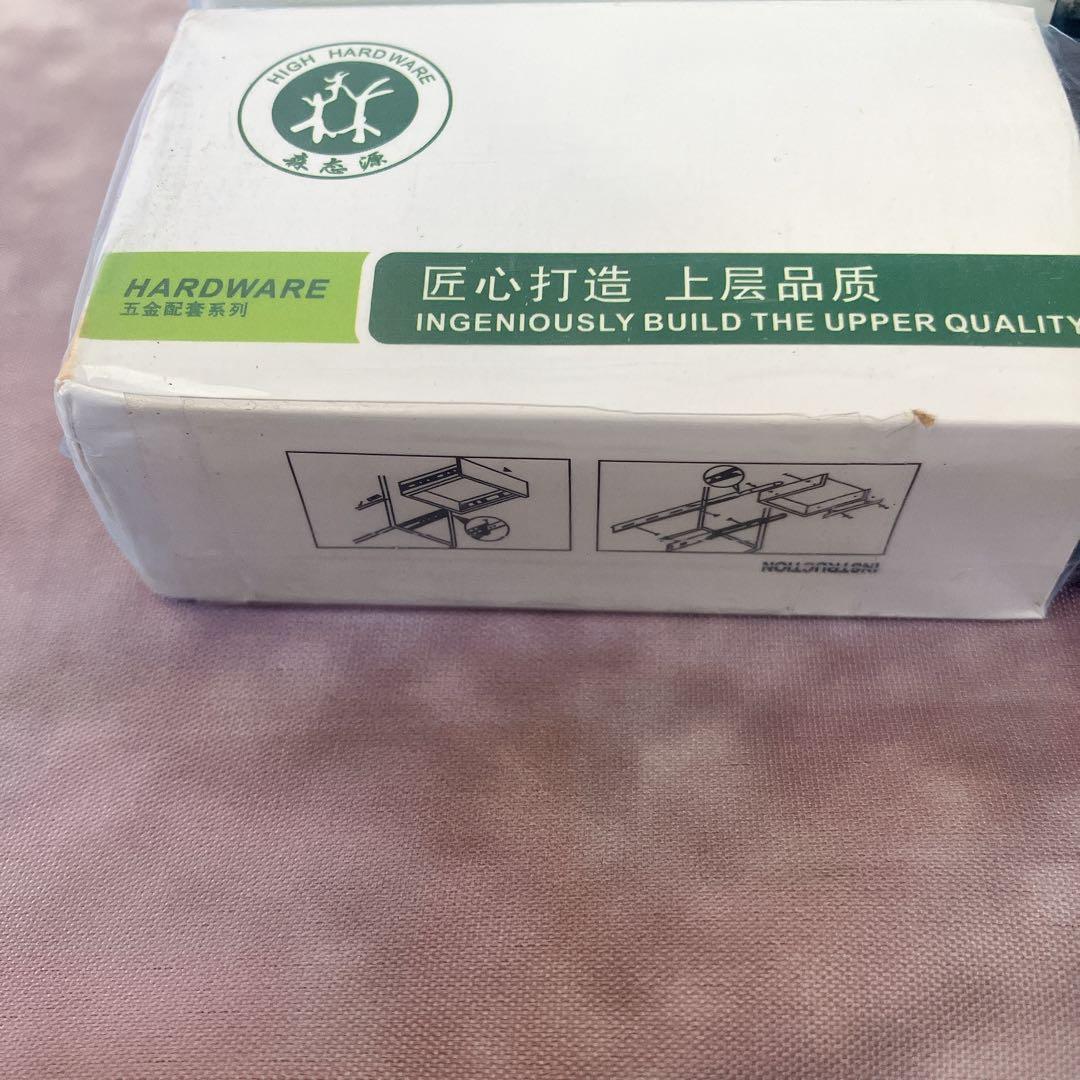 HIGH HARDWARE
森态源
HARDWARE
五金配套系列
匠心打造 上层品质
INGENIOUSLY BUILD THE UPPER QUALITY
INSTRUCTION